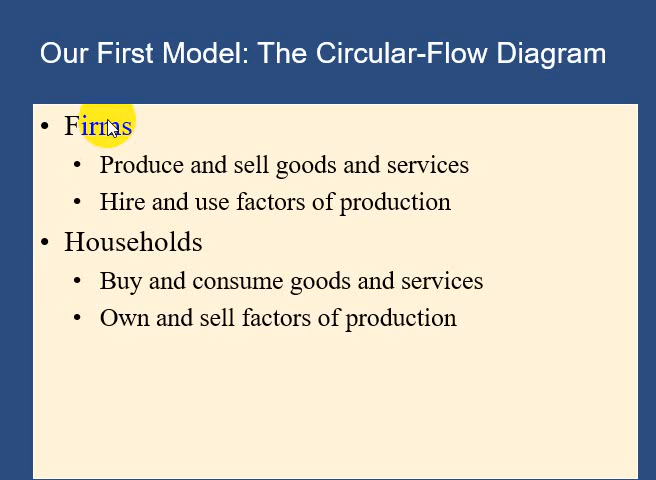 Our First Model: The Circular-Flow Diagram
• Firms
• Produce and sell goods and services
• Hire and use factors of production
• Households
• Buy and consume goods and services
• Own and sell factors of production